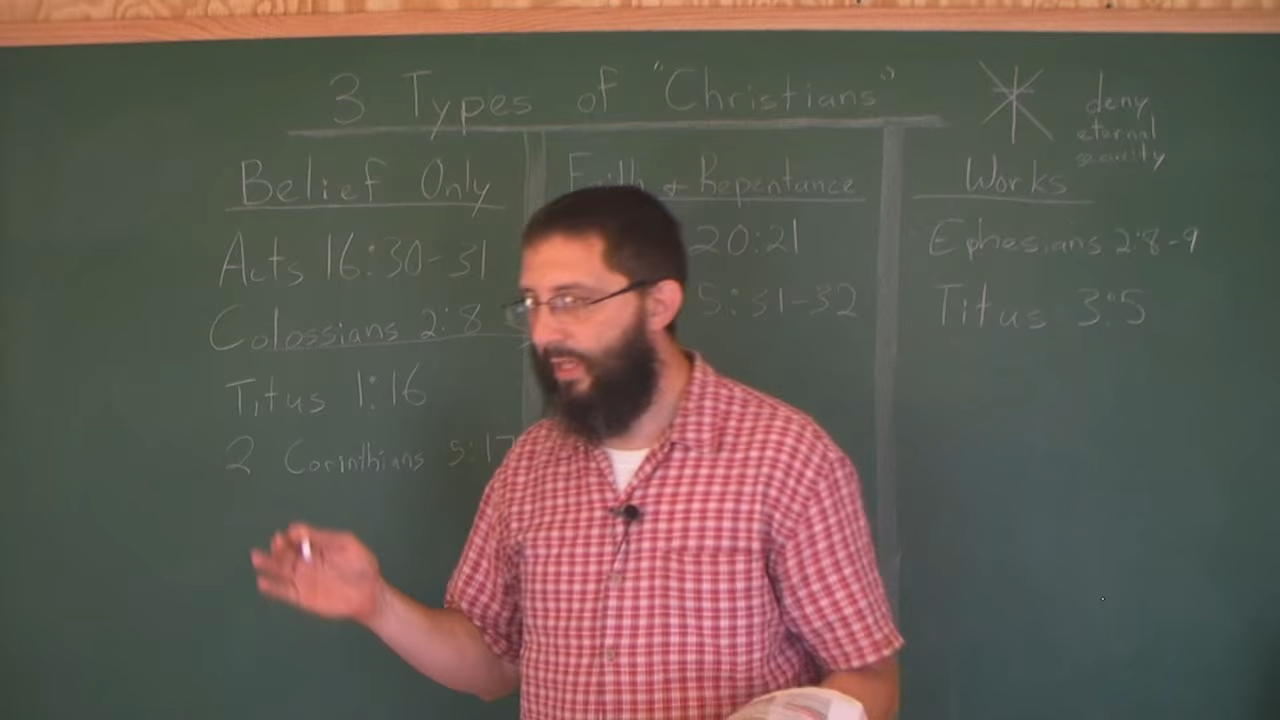 3 Types of "Christians"
deny
eternal
security
Belief Only
Faith & Repentance
Works
Acts 16:30-31
20:21
Ephesians 2:8-9
Colossians 2:8
5:31-32
Titus 3:5
Titus 1:16
2 Corinthians 5:17